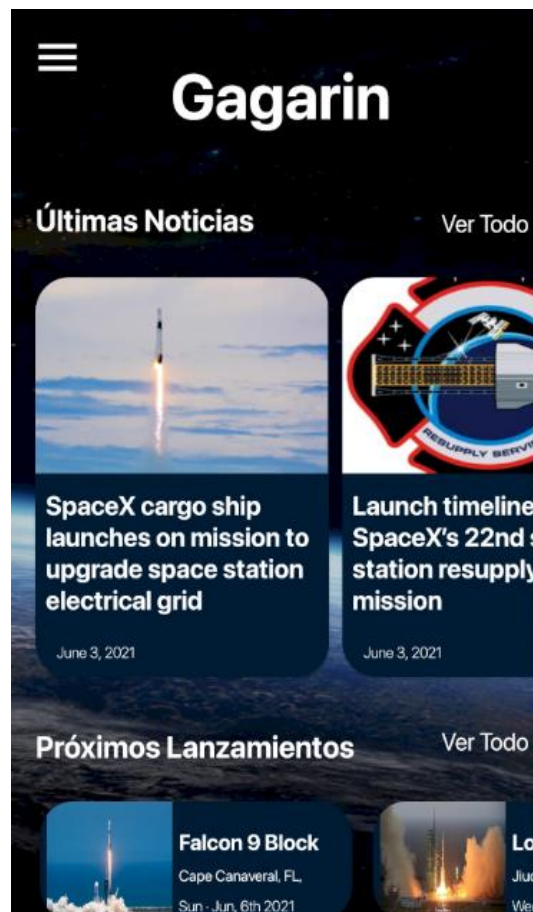 Gagarin
Últimas Noticias
Ver Todo
SpaceX cargo ship
launches on mission to
upgrade space station
electrical grid
June 3, 2021
RESUPPLY
Launch timeline
SpaceX's 22nd
station resupply
mission
June 3, 2021
Próximos Lanzamientos
Ver Todo
Falcon 9 Block
Cape Canaveral, FL,
Sun - Jun, 6th 2021